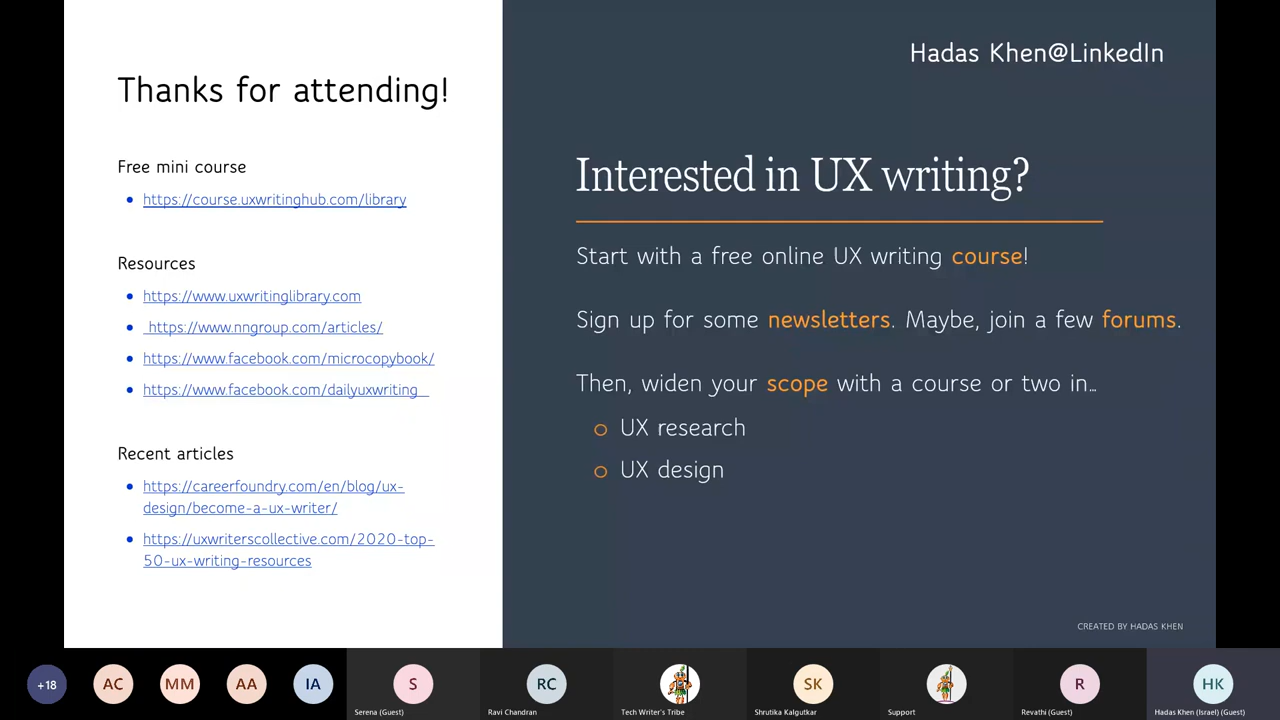 Hadas Khen@LinkedIn
Thanks for attending!
Free mini course
https://course.uxwritinghub.com/library
Resources
https://www.uxwritinglibrary.com
https://www.nngroup.com/articles/
https://www.facebook.com/microcopybook/
https://www.facebook.com/dailyuxwriting
Recent articles
https://careerfoundry.com/en/blog/ux-
design/become-a-ux-writer/
https://uxwriterscollective.com/2020-top-
50-ux-writing-resources
Interested in UX writing?
Start with a free online UX writing course!
Sign up for some newsletters. Maybe, join a few forums.
Then, widen your scope with a course or two in…
UX research
UX design
CREATED BY HADAS KHEN
+18
AC
MM
AA
IA
S
Serena (Guest)
RC
Ravi Chandran
Tech Writer's Tribe
SK
Shrutika Kalgutkar
Support
R
Revathi (Guest)
HK
Hadas Khen (Israel) (Guest)